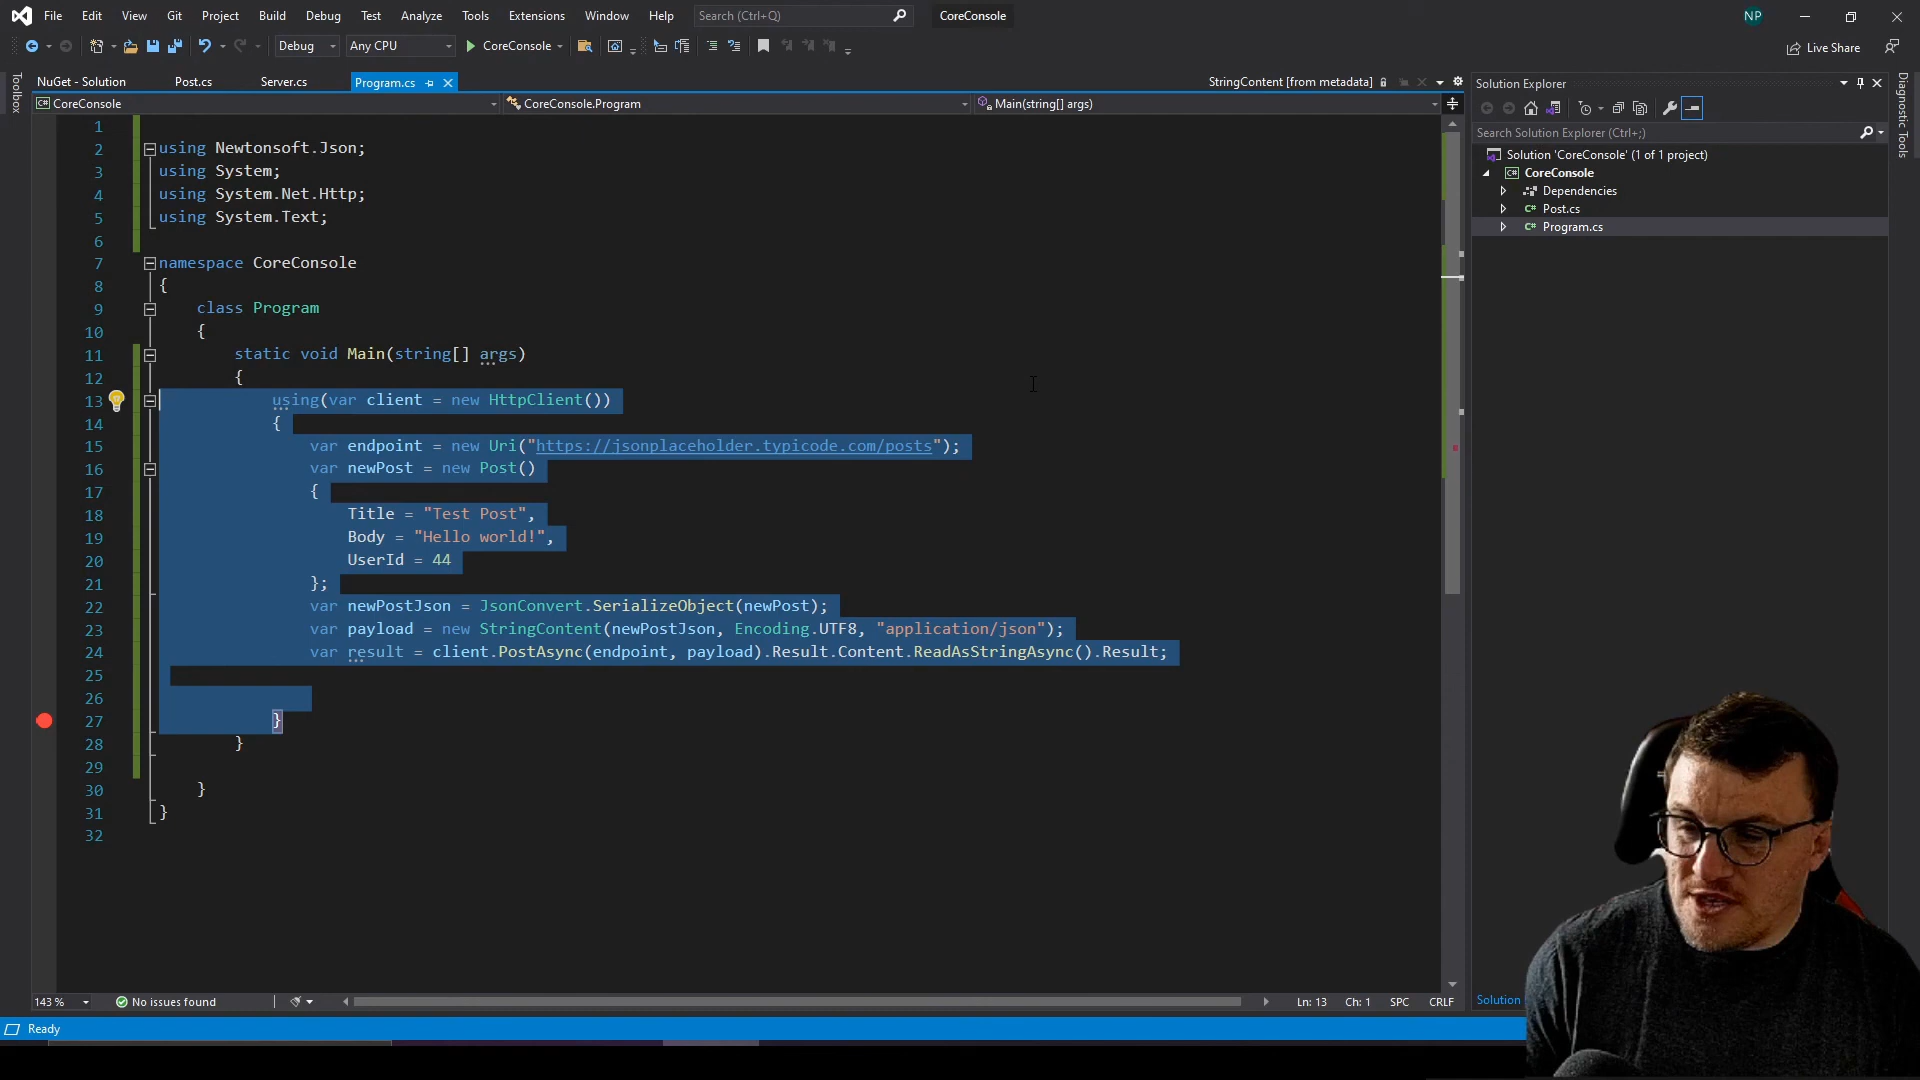 File Edit View Git Project Build Debug Test Analyze Tools Extensions Window Help Search (Ctrl+Q) CoreConsole NP
Debug Any CPU CoreConsole Live Share
NuGet - Solution Post.cs Server.cs Program.cs StringContent [from metadata]
CoreConsole CoreConsole.Program Main(string[] args)
Toolbox
1
2 using Newtonsoft.Json;
3 using System;
4 using System.Net.Http;
5 using System.Text;
6
7 namespace CoreConsole
8 {
9 class Program
10 {
11 static void Main(string[] args)
12 {
13 using(var client = new HttpClient())
14 {
15 var endpoint = new Uri("https://jsonplaceholder.typicode.com/posts");
16 var newPost = new Post()
17 {
18 Title = "Test Post",
19 Body = "Hello world!",
20 UserId = 44
21 };
22 var newPostJson = JsonConvert.SerializeObject(newPost);
23 var payload = new StringContent(newPostJson, Encoding.UTF8, "application/json");
24 var result = client.PostAsync(endpoint, payload).Result.Content.ReadAsStringAsync().Result;
25
26
27 }
28 }
29
30 }
31 }
32
143 % No issues found Ln: 13 Ch: 1 SPC CRLF
Ready
Solution Explorer
Search Solution Explorer (Ctrl+;)
Solution 'CoreConsole' (1 of 1 project)
CoreConsole
Dependencies
C# Post.cs
C# Program.cs
Solution
Diagnostic Tools